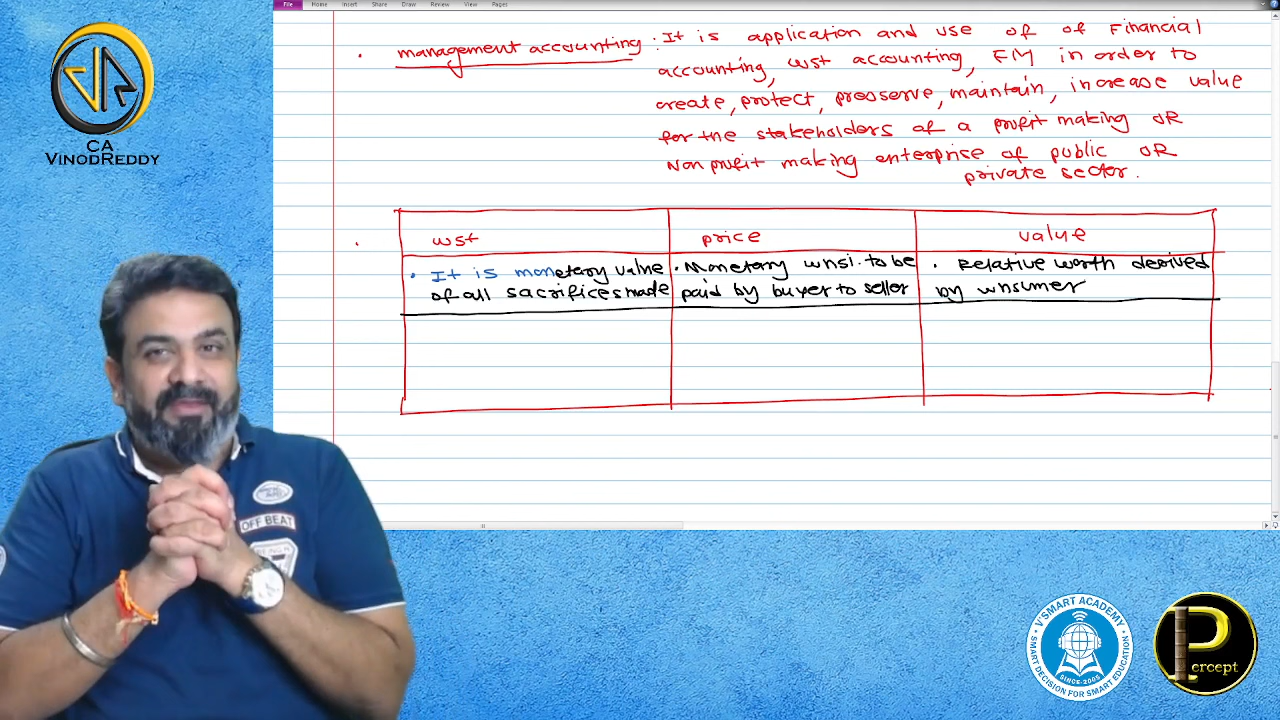 File Home Insert Share Draw Review View Pages
management accounting : It is application and use of of Financial
accounting, cost accounting, FM in order to
create, protect, presserve, maintain, increase value
for the stakeholders of a profit making OR
Non profit making enterprise of public OR
private sector.
cost price value
• It is monetary value
of all sacrifices made
• Monetary consi. to be
paid by buyer to seller
• Relative worth derived
by consumer
CA
VINODREDDY
OFF BEAT
V'SMART ACADEMY
SINCE-2005
SMART DECISION FOR SMART EDUCATION
Percept